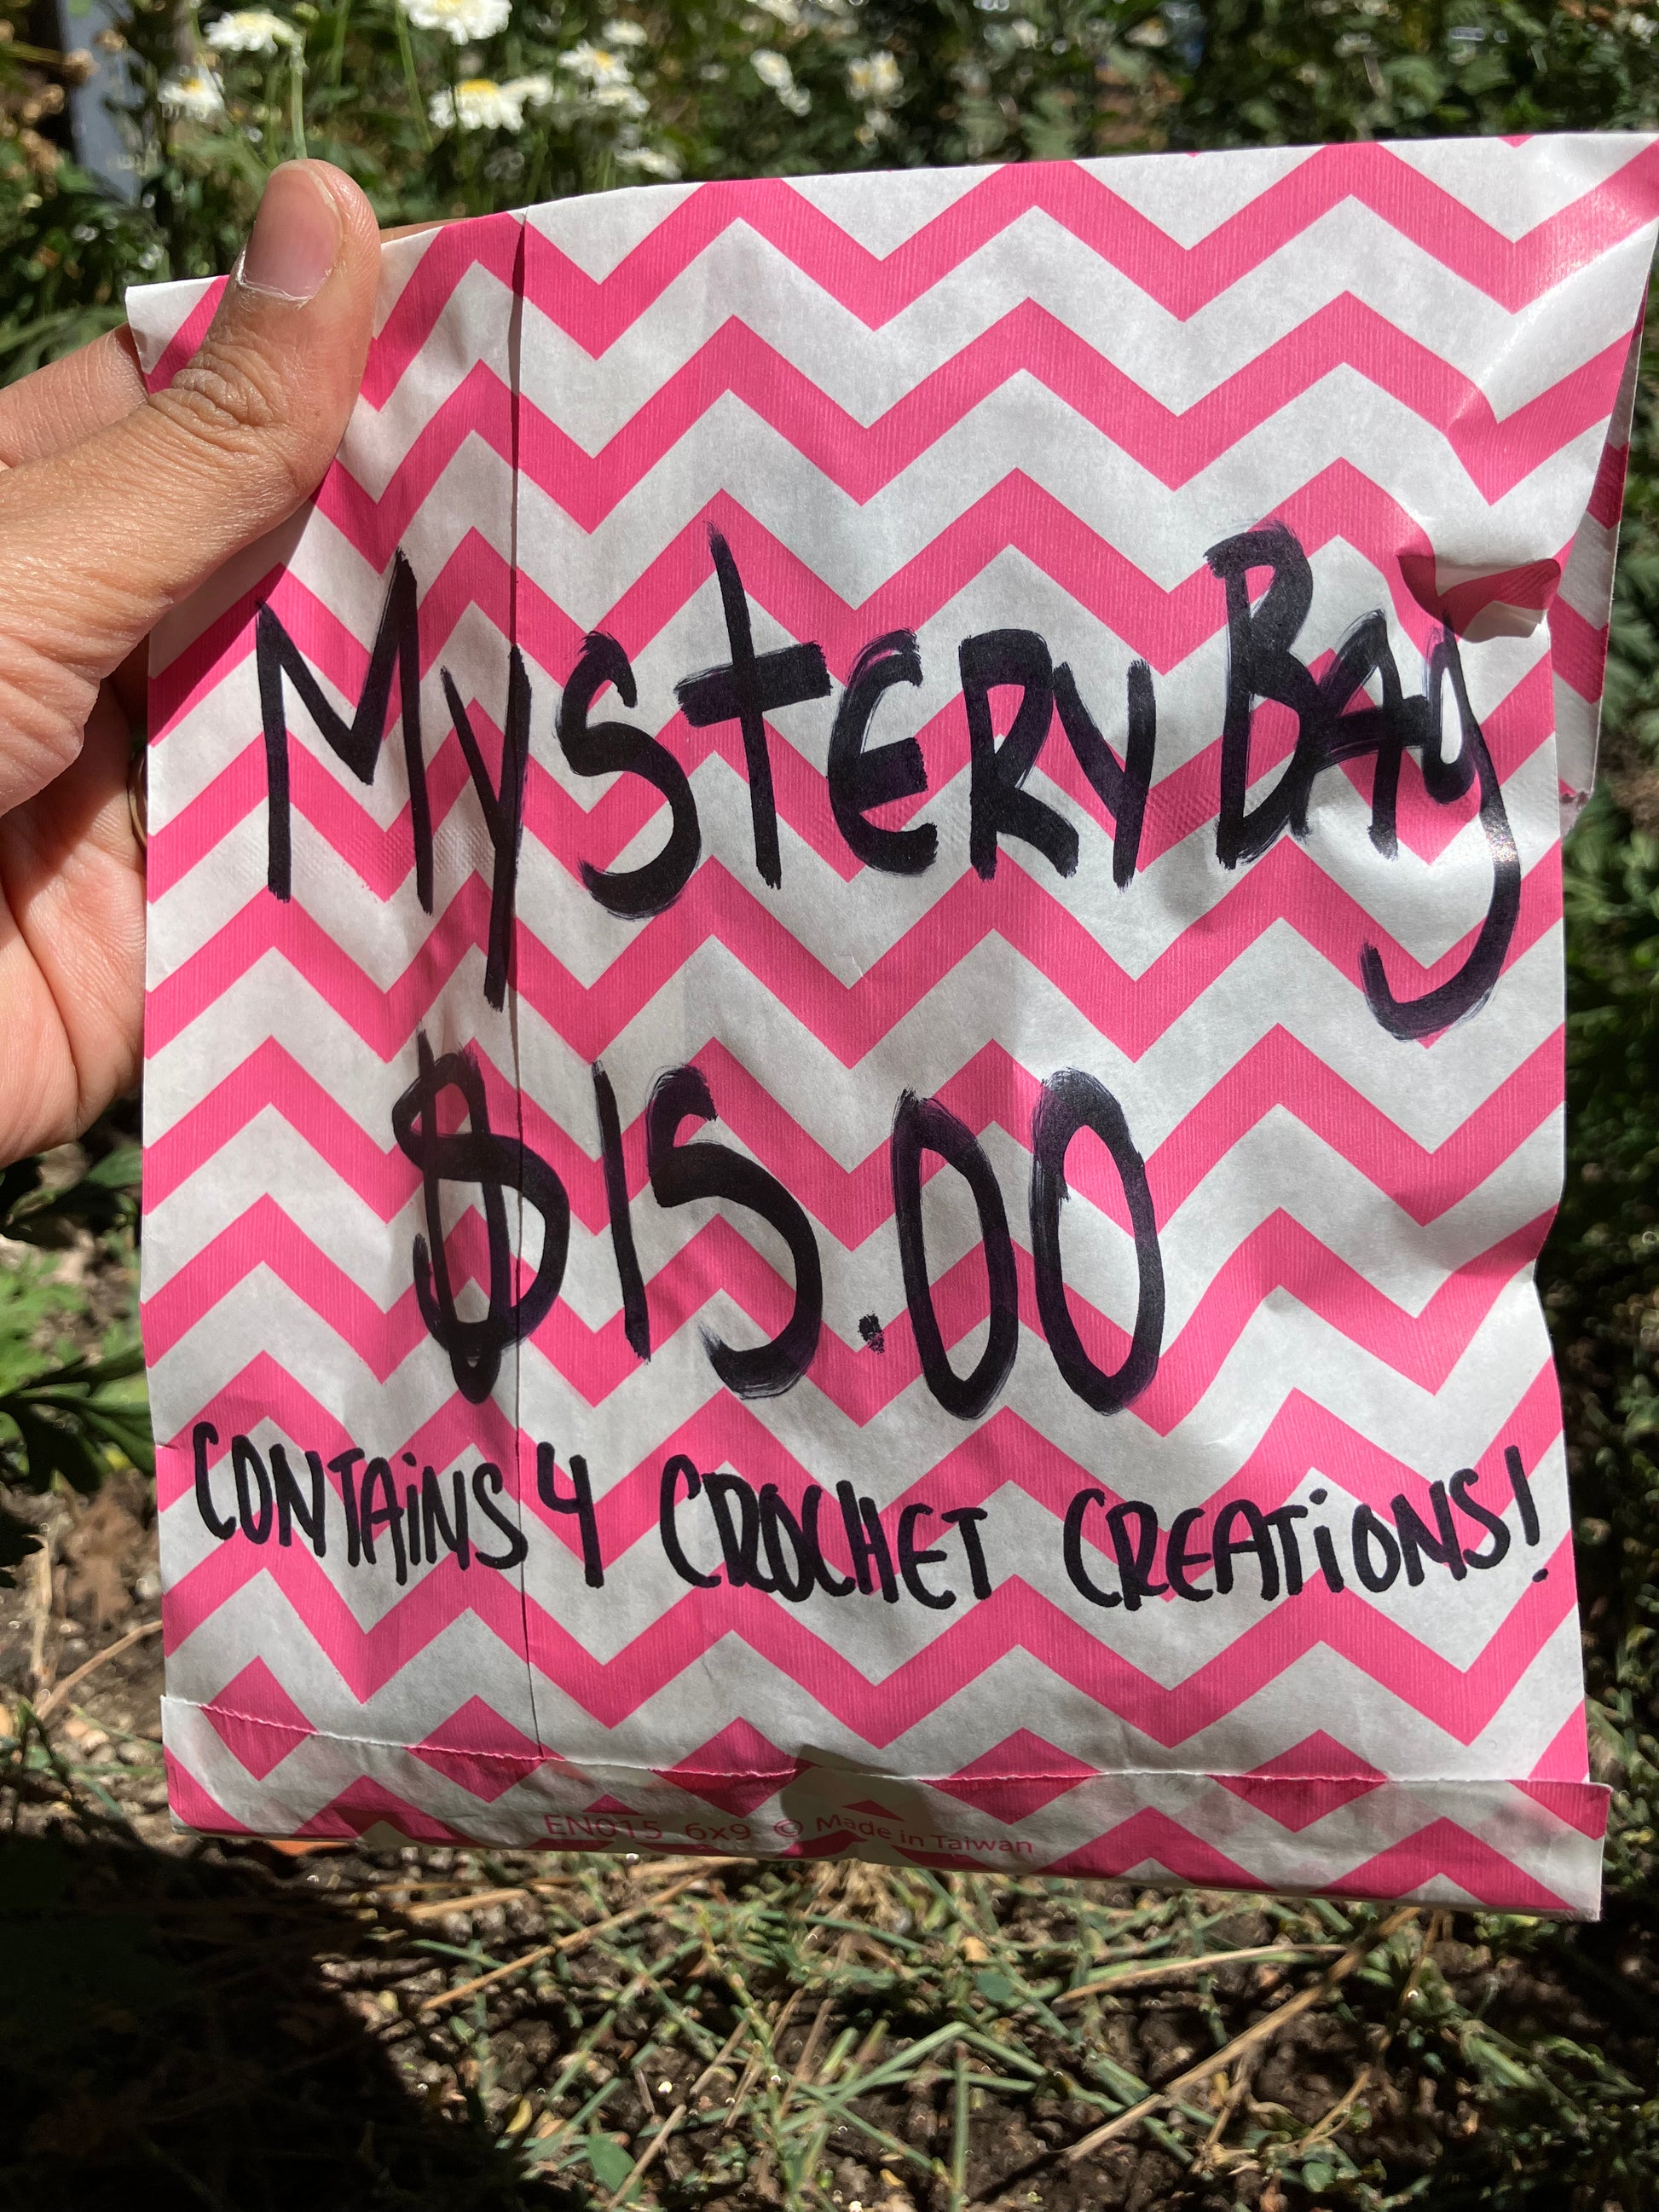 MySteRy BAg
$15.00
CONTAiNS 4 CROCHET CREATiONS!
EN015 6x9 © Made in Taiwan